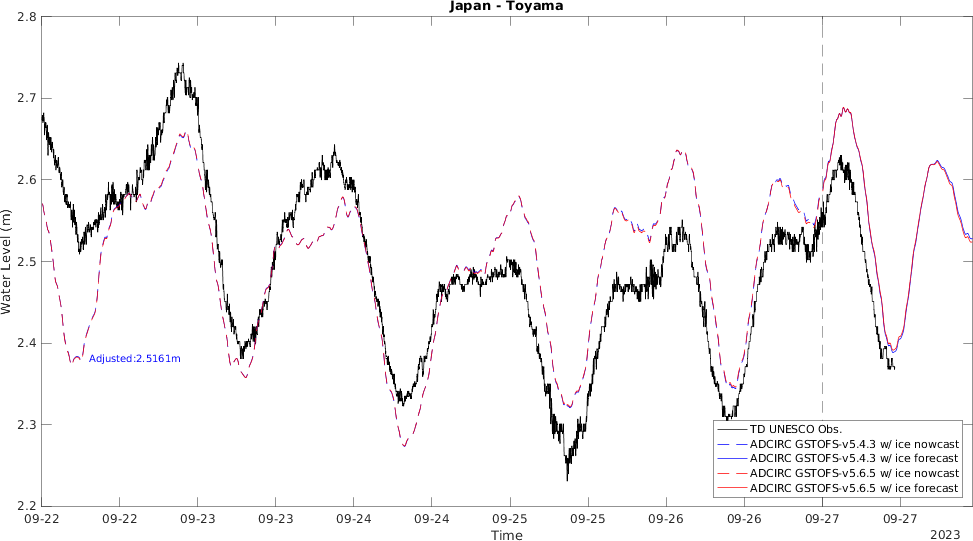 Japan - Toyama
2.8
2.7
2.6
2.5
2.4
2.3
2.2
Water Level (m)
Adjusted:2.5161m
TD UNESCO Obs.
ADCIRC GSTOFS-v5.4.3 w/ ice nowcast
ADCIRC GSTOFS-v5.4.3 w/ ice forecast
ADCIRC GSTOFS-v5.6.5 w/ ice nowcast
ADCIRC GSTOFS-v5.6.5 w/ ice forecast
09-22 09-22 09-23 09-23 09-24 09-24 09-25 09-25 09-26 09-26 09-27 09-27
Time
2023